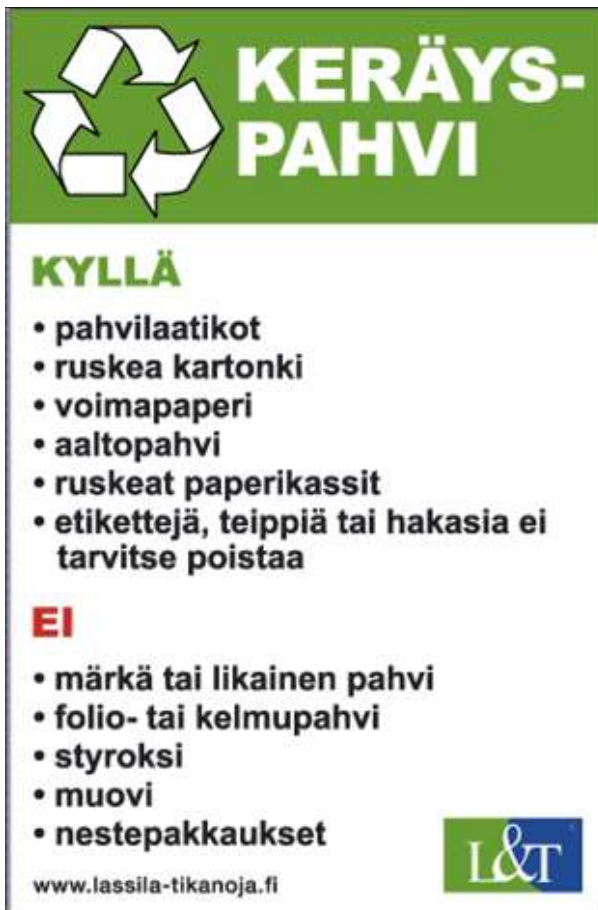 KERÄYS-
PAHVI
KYLLÄ
• pahvilaatikot
• ruskea kartonki
• voimapaperi
• aaltopahvi
• ruskeat paperikassit
• etikettejä, teippiä tai hakasia ei
tarvitse poistaa
EI
• märkä tai likainen pahvi
• folio- tai kelmupahvi
• styroksi
• muovi
• nestepakkaukset
www.lassila-tikanoja.fi
L&T